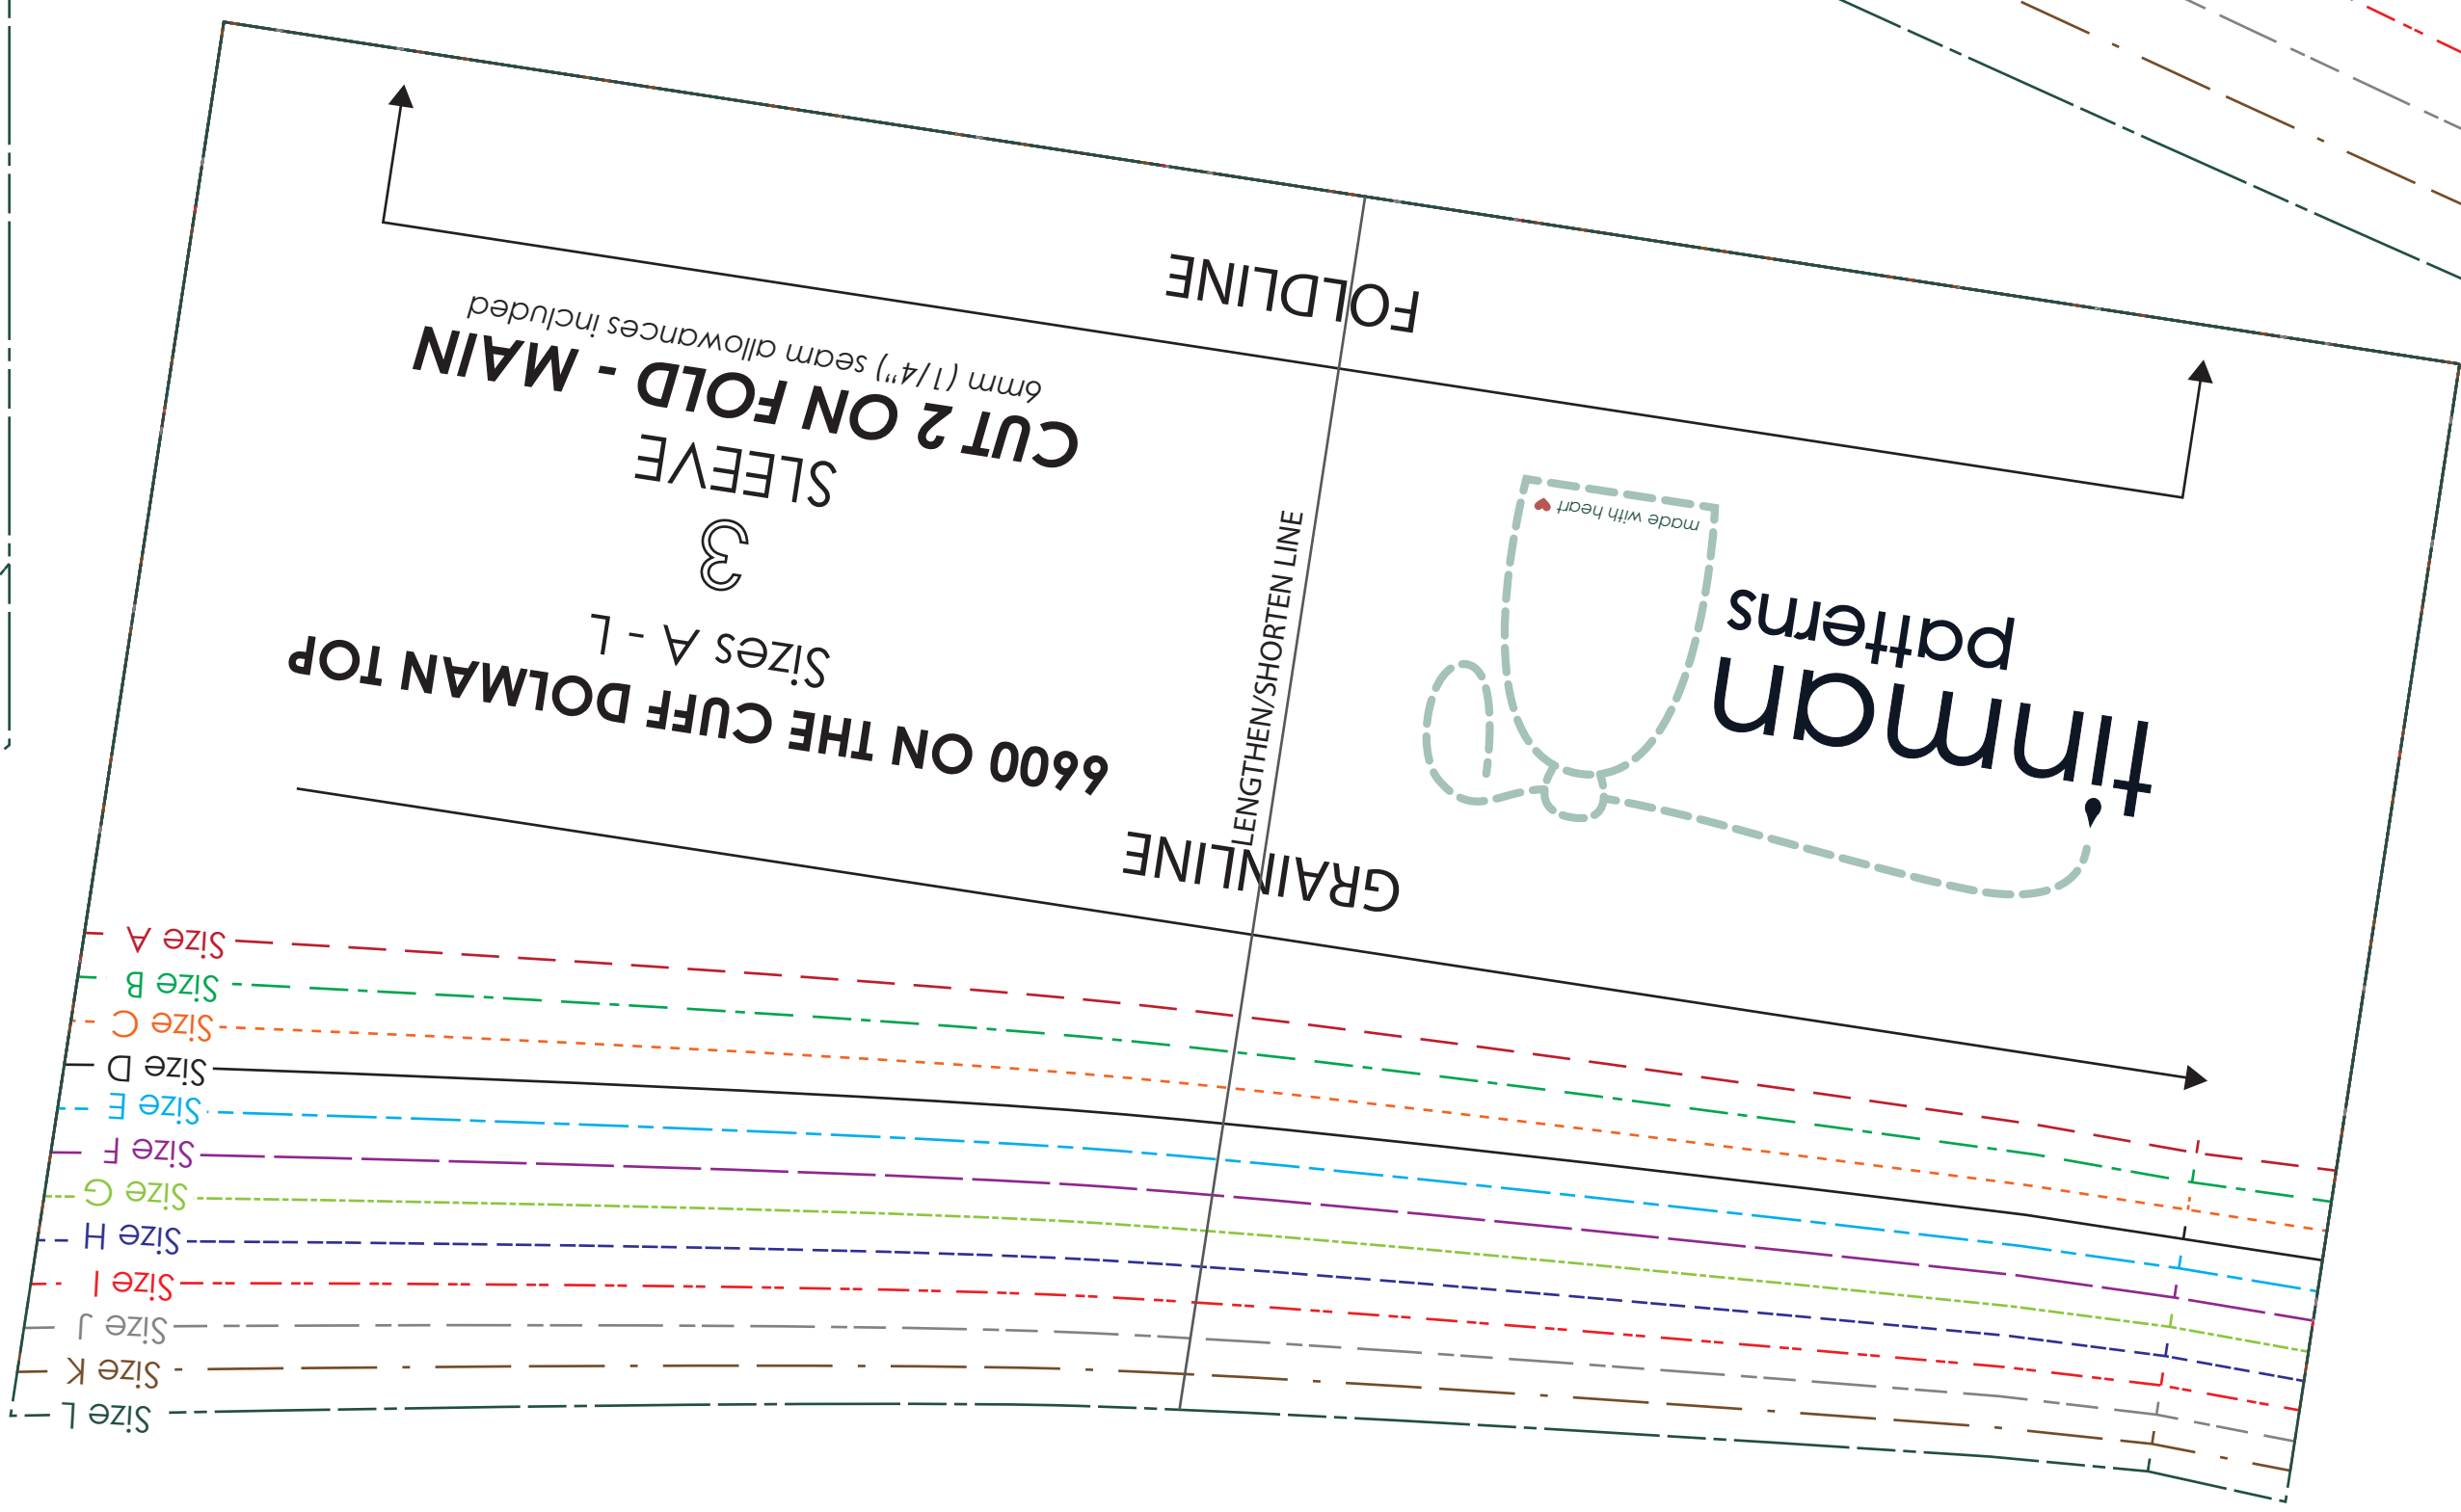 Size L
Size K
Size J
Size I
Size H
Size G
Size F
Size E
Size D
Size C
Size B
Size A
GRAINLINE
6600 ON THE CUFF DOLMAN TOP
Sizes A - L
3
SLEEVE
CUT 2 ON FOLD - MAIN
6mm (1/4") seam allowances included
LENGTHEN/SHORTEN LINE
tinman
patterns
made with heart
FOLDLINE